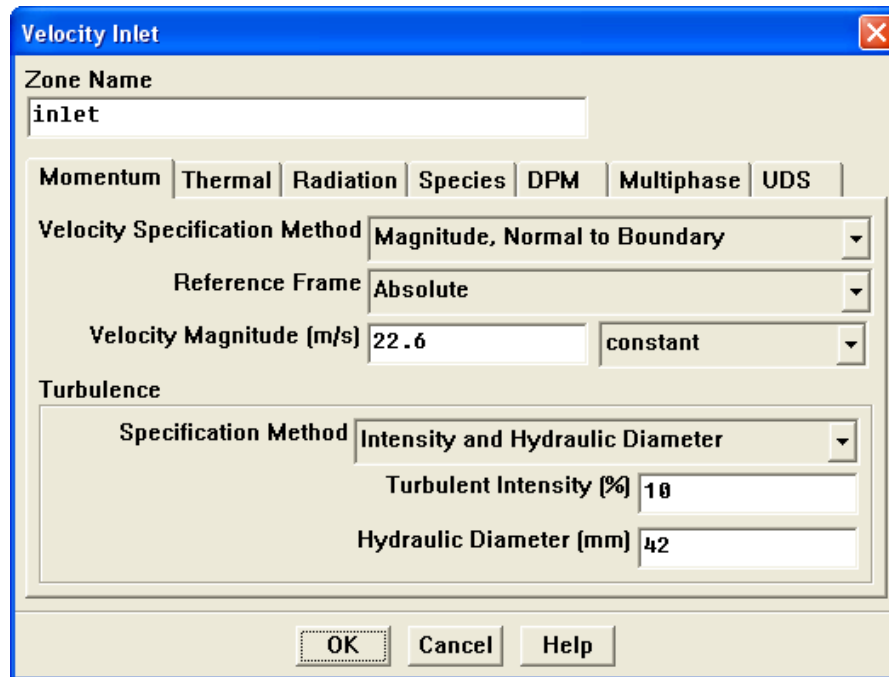 Velocity Inlet
Zone Name
inlet
Momentum Thermal Radiation Species DPM Multiphase UDS
Velocity Specification Method Magnitude, Normal to Boundary
Reference Frame Absolute
Velocity Magnitude (m/s) 22.6 constant
Turbulence
Specification Method Intensity and Hydraulic Diameter
Turbulent Intensity (%) 10
Hydraulic Diameter (mm) 42
OK Cancel Help